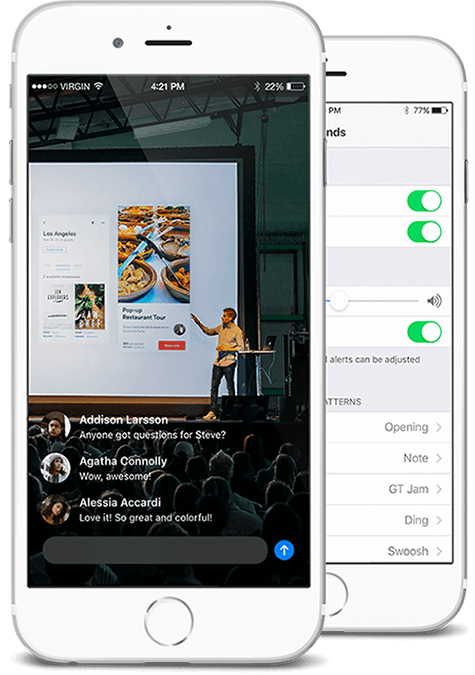 VIRGIN
4:21 PM
22%
Los Angeles
Pop-up
Restaurant Tour
Addison Larsson
Anyone got questions for Steve?
Agatha Connolly
Wow, awesome!
Alessia Accardi
Love it! So great and colorful!
PM
77%
nds
l alerts can be adjusted
ATTERNS
Opening
Note
GT Jam
Ding
Swoosh